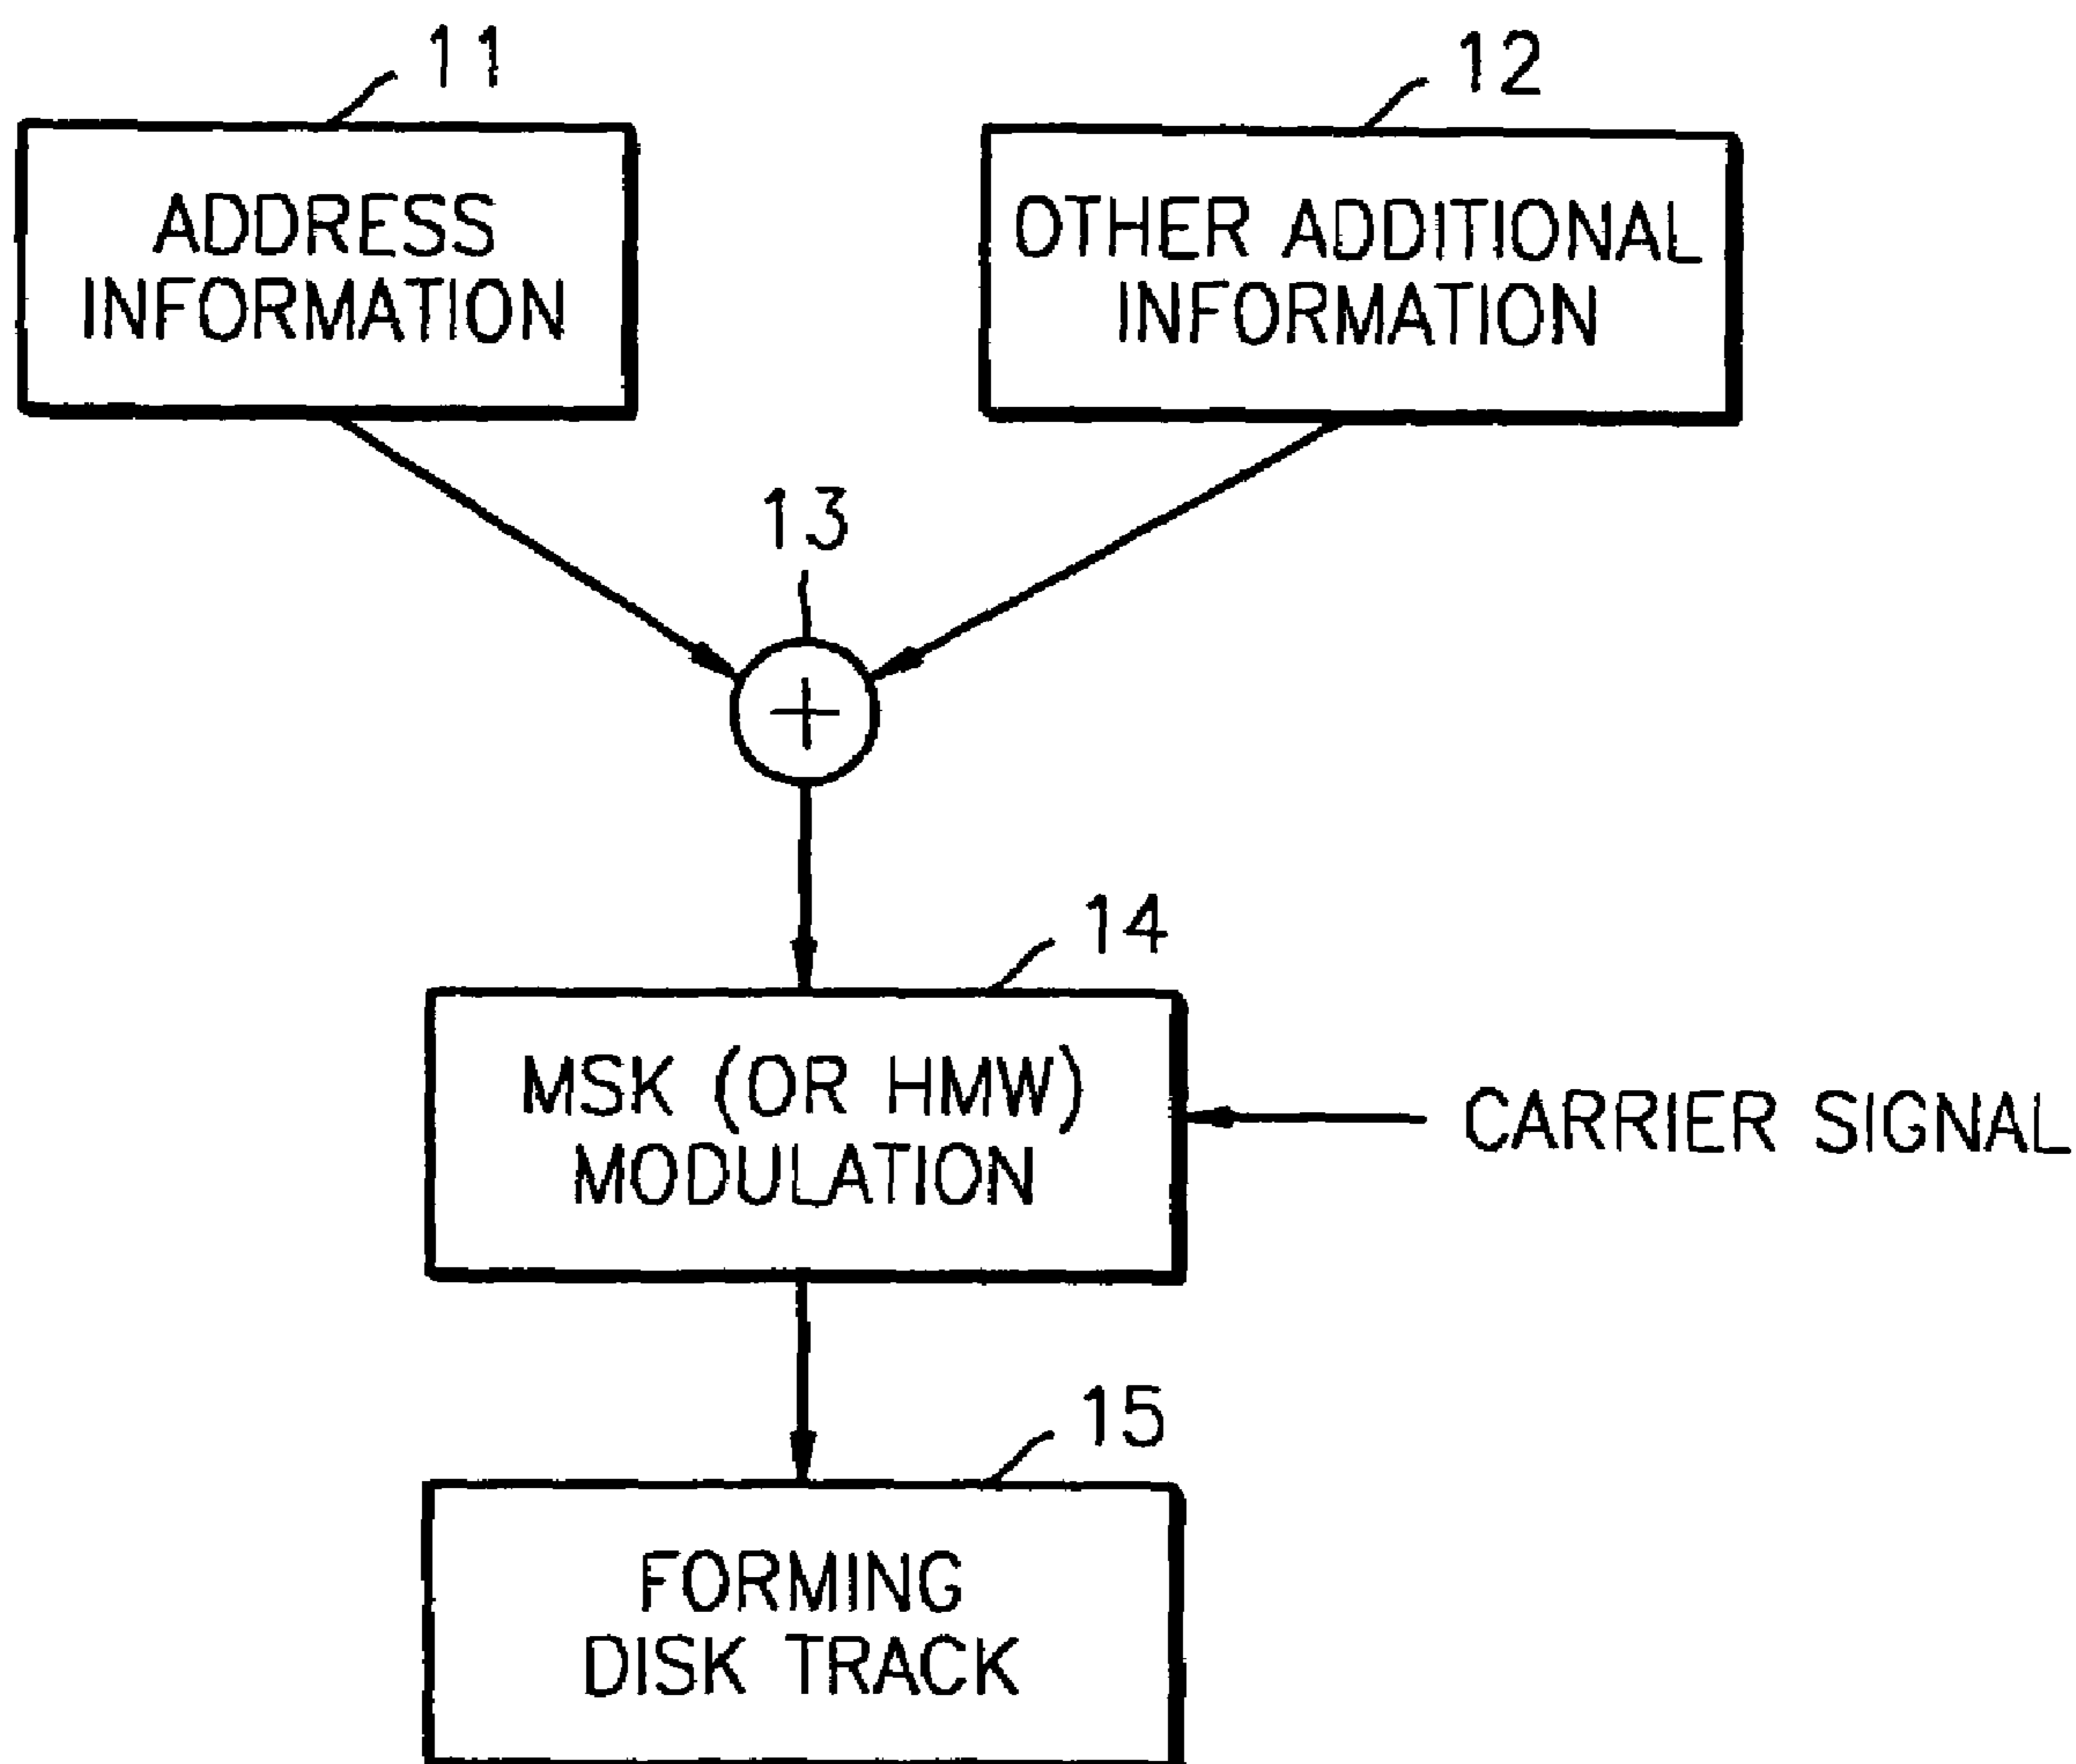 11
ADDRESS
INFORMATION
12
OTHER ADDITIONAL
INFORMATION
13
+
14
MSK (OR HMW)
MODULATION
CARRIER SIGNAL
15
FORMING
DISK TRACK